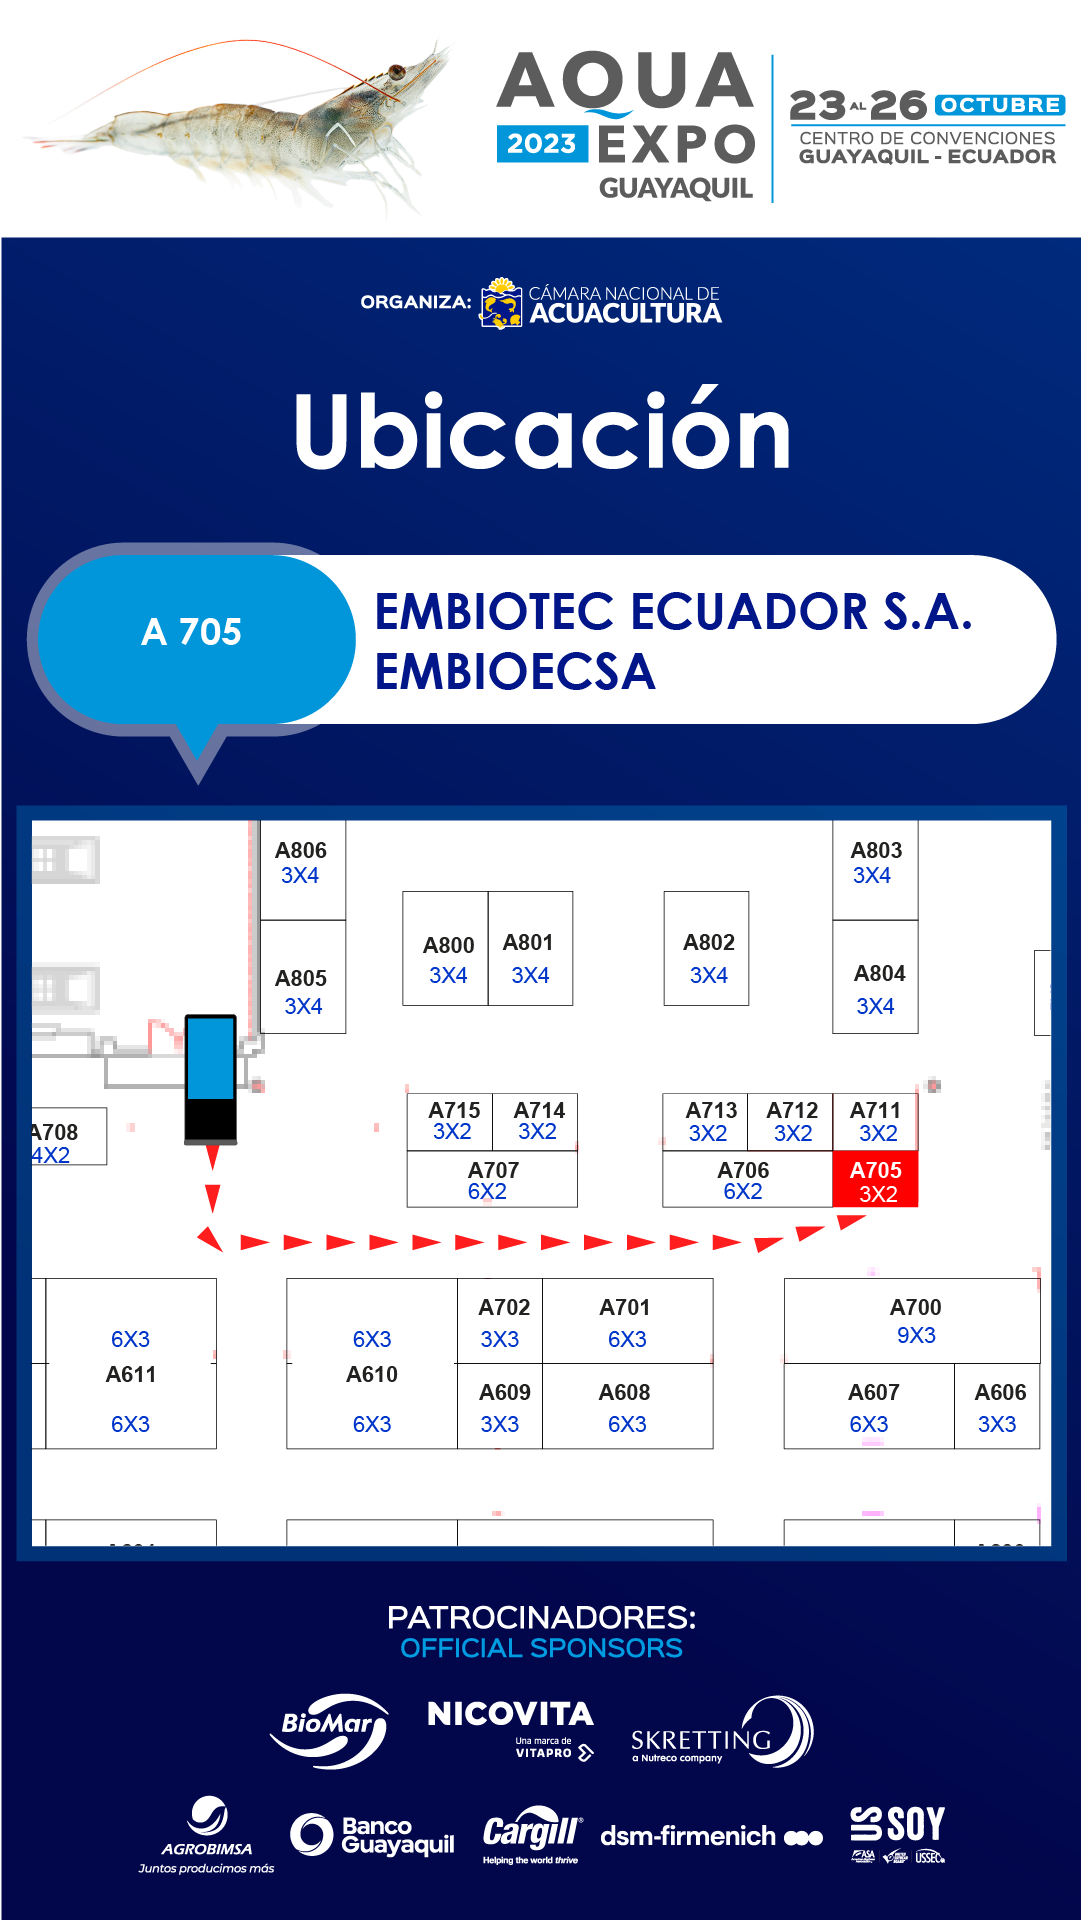 AQUA
2023 EXPO
GUAYAQUIL
23 AL 26 OCTUBRE
CENTRO DE CONVENCIONES
GUAYAQUIL - ECUADOR
ORGANIZA:
CÁMARA NACIONAL DE
ACUACULTURA
Ubicación
A 705
EMBIOTEC ECUADOR S.A.
EMBIOECSA
A806
3X4
A803
3X4
A800
3X4
A801
3X4
A802
3X4
A805
3X4
A804
3X4
A708
4X2
A715
3X2
A714
3X2
A713
3X2
A712
3X2
A711
3X2
A707
6X2
A706
6X2
A705
3X2
6X3
A611
6X3
6X3
A610
6X3
A702
3X3
A701
6X3
A700
9X3
A609
3X3
A608
6X3
A607
6X3
A606
3X3
PATROCINADORES:
OFFICIAL SPONSORS
BioMar
NICOVITA
Una marca de
VITAPRO
SKRETTING
a Nutreco company
AGROBIMSA
Juntos producimos más
Banco
Guayaquil
Cargill®
Helping the world thrive
dsm-firmenich
US SOY
ASA
USSEC